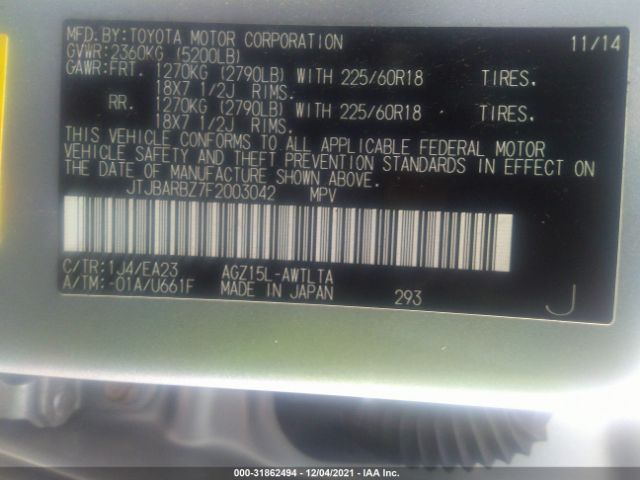 MFD.BY:TOYOTA MOTOR CORPORATION 11/14
GVWR:2360KG (5200LB)
GAWR:FRT. 1270KG (2790LB) WITH 225/60R18 TIRES.
18X7 1/2J RIMS.
RR. 1270KG (2790LB) WITH 225/60R18 TIRES.
18X7 1/2J RIMS.
THIS VEHICLE CONFORMS TO ALL APPLICABLE FEDERAL MOTOR
VEHICLE SAFETY AND THEFT PREVENTION STANDARDS IN EFFECT ON
THE DATE OF MANUFACTURE SHOWN ABOVE.
JTJBARBZ7F2003042 MPV
C/TR:1J4/EA23 AGZ15L-AWTLTA
A/TM:-01A/U661F MADE IN JAPAN 293 J
000-31862494 - 12/04/2021 - IAA Inc.